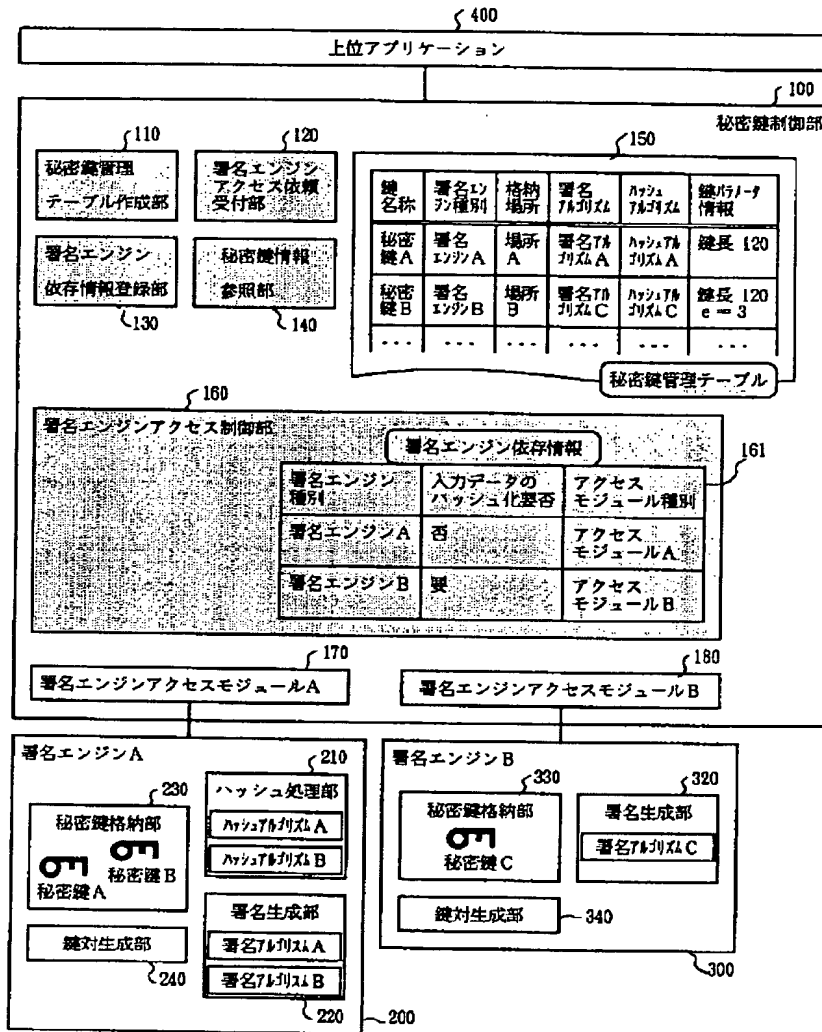 400
上位アプリケーション
100
秘密鍵制御部
110
秘密鍵管理
テーブル作成部
120
署名エンジン
アクセス依頼
受付部
150
鍵
名称
署名エン
ジン種別
格納
場所
署名
アルゴリズム
ハッシュ
アルゴリズム
鍵パラメータ
情報
秘密
鍵A
署名
エンジンA
場所
A
署名アル
ゴリズムA
ハッシュアル
ゴリズムA
鍵長 120
秘密
鍵B
署名
エンジンB
場所
B
署名アル
ゴリズムC
ハッシュアル
ゴリズムC
鍵長 120
e = 3
...
...
...
...
...
...
秘密鍵管理テーブル
署名エンジン
依存情報登録部
130
秘密鍵情報
参照部
140
160
署名エンジンアクセス制御部
署名エンジン依存情報
161
署名エンジン
種別
入力データの
ハッシュ化要否
アクセス
モジュール種別
署名エンジンA
否
アクセス
モジュールA
署名エンジンB
要
アクセス
モジュールB
170
署名エンジンアクセスモジュールA
180
署名エンジンアクセスモジュールB
署名エンジンA
230
秘密鍵格納部
秘密鍵B
秘密鍵A
鍵対生成部
240
210
ハッシュ処理部
ハッシュアルゴリズムA
ハッシュアルゴリズムB
署名生成部
署名アルゴリズムA
署名アルゴリズムB
220
200
署名エンジンB
330
秘密鍵格納部
秘密鍵C
320
署名生成部
署名アルゴリズムC
鍵対生成部
340
300